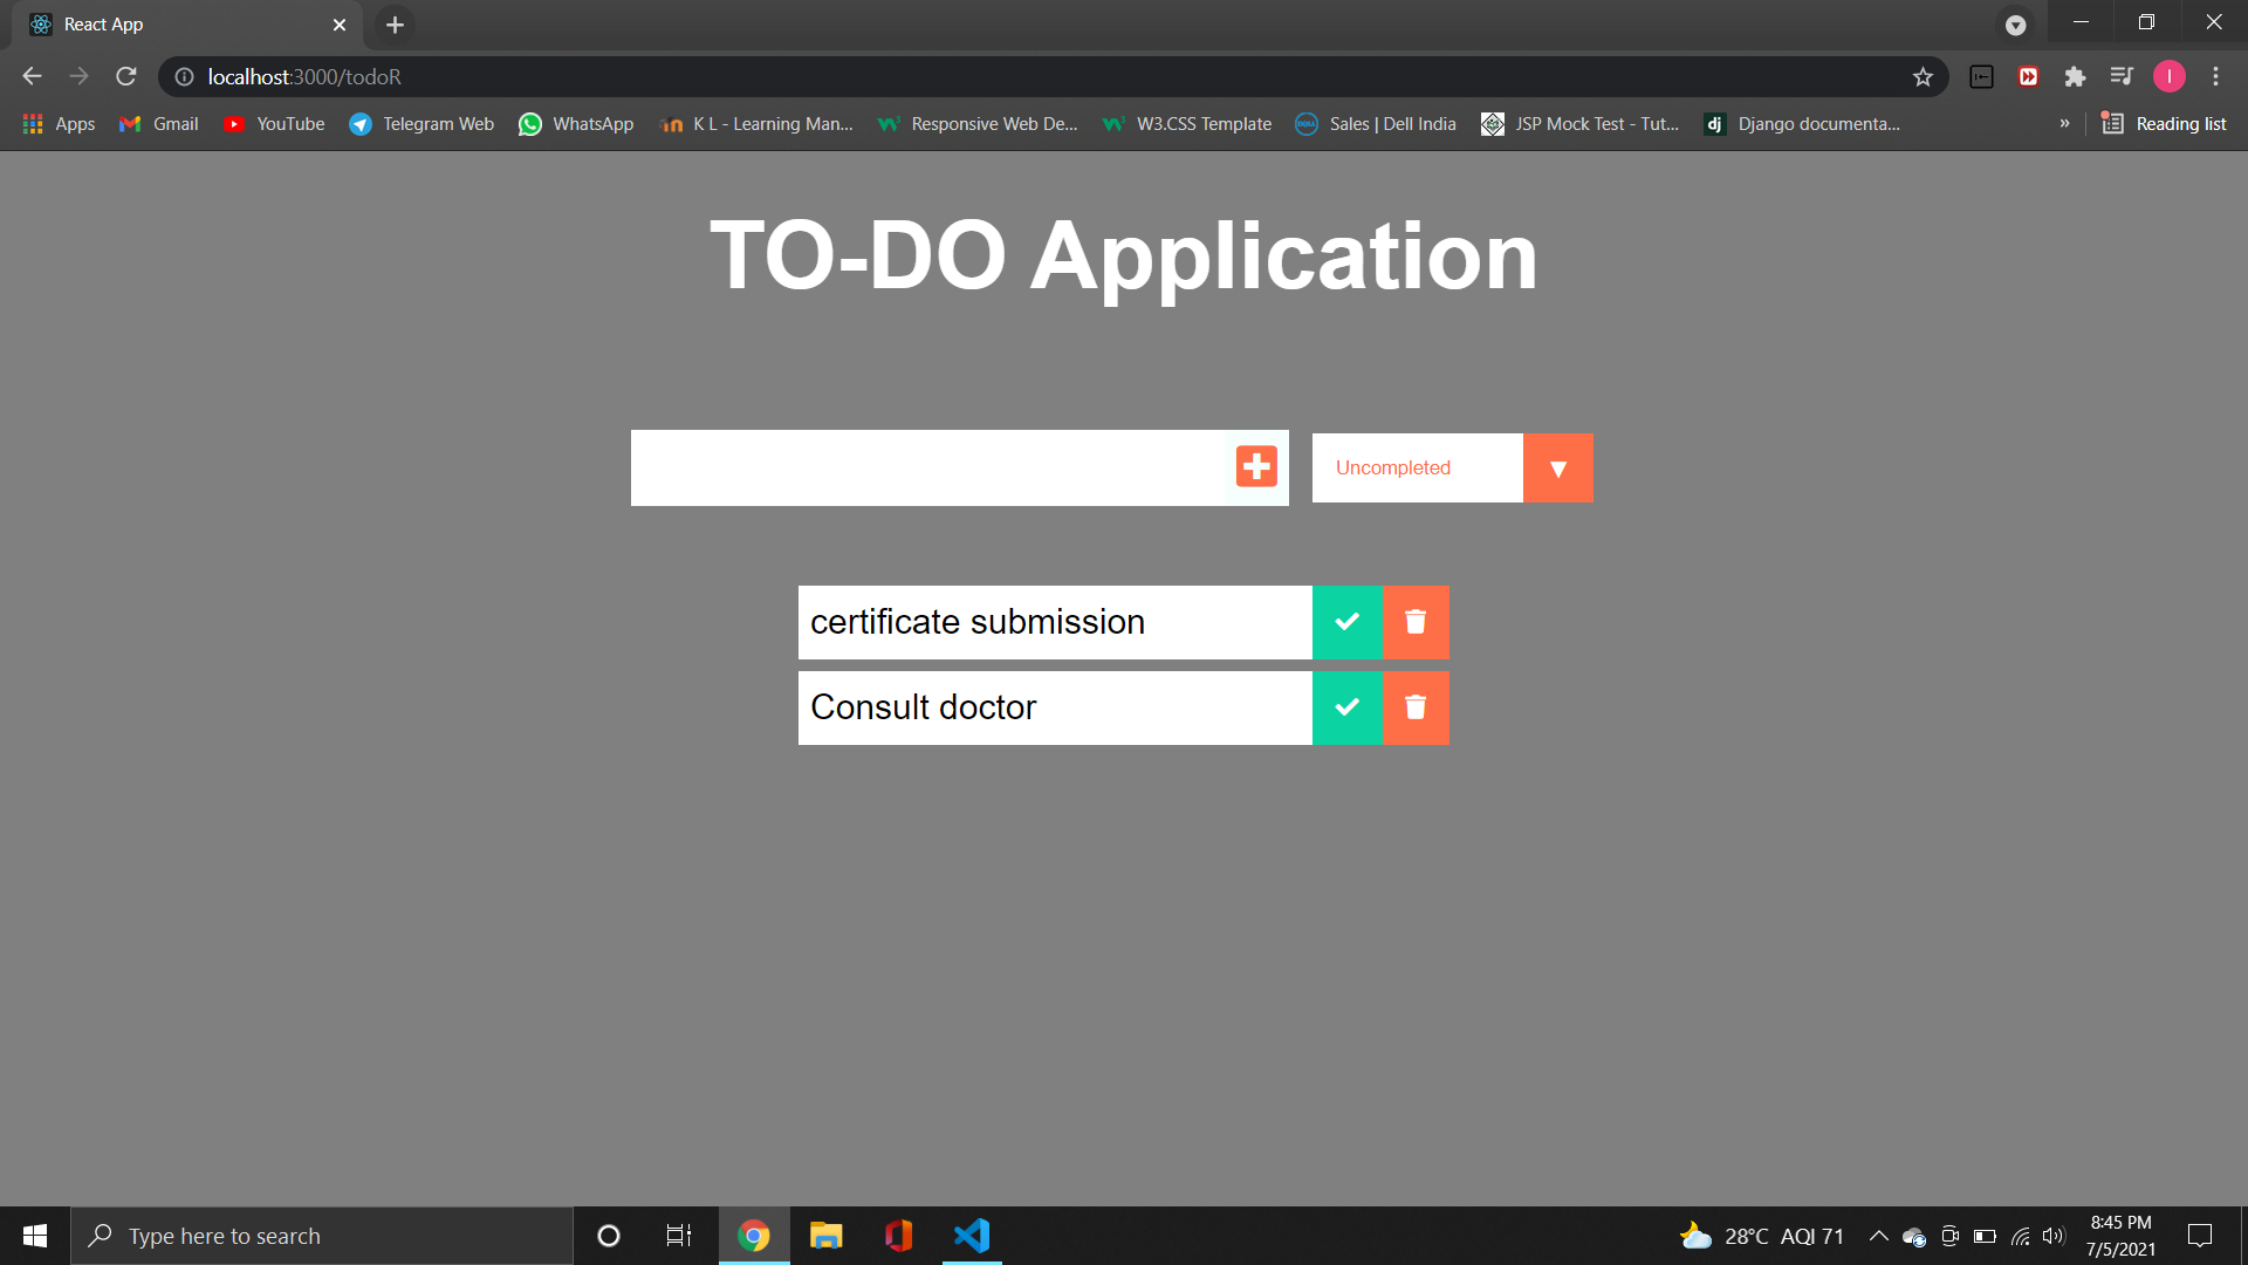 React App
localhost:3000/todoR
Apps Gmail YouTube Telegram Web WhatsApp K L - Learning Man... Responsive Web De... W3.CSS Template Sales | Dell India JSP Mock Test - Tut... Django documenta... » Reading list
TO-DO Application
Uncompleted
certificate submission
Consult doctor
Type here to search
28°C AQI 71
8:45 PM
7/5/2021